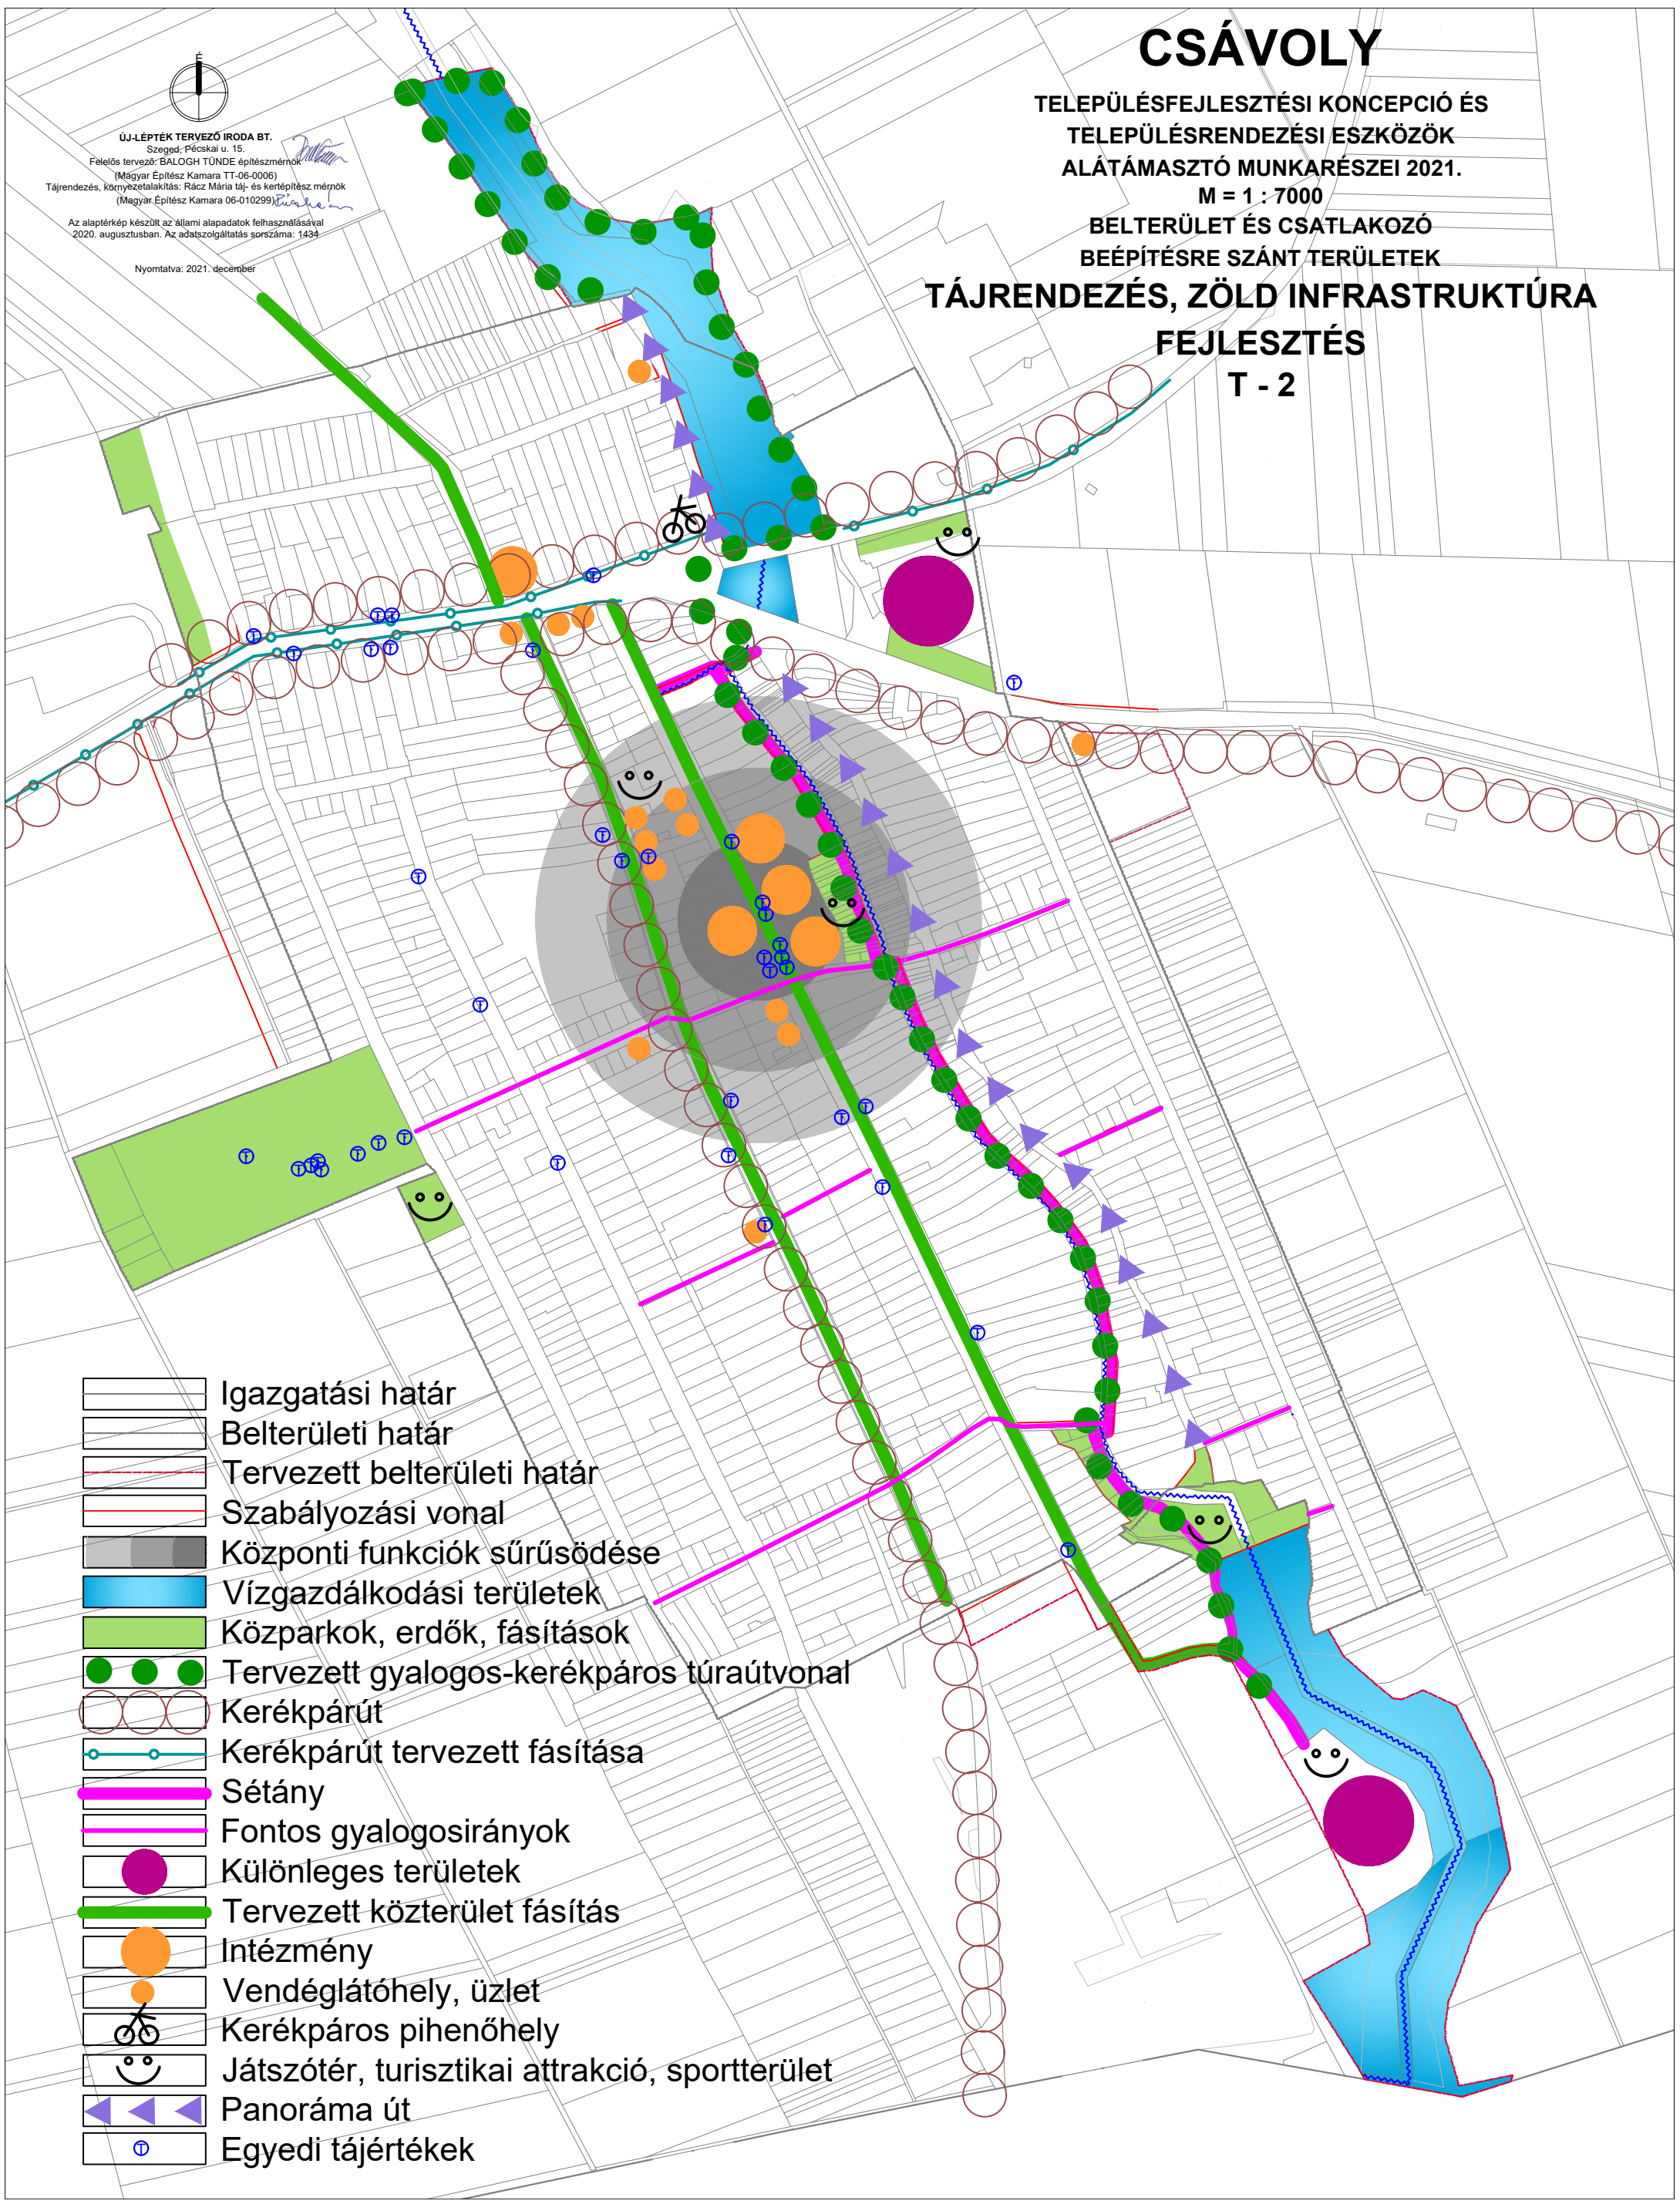 CSÁVOLY
TELEPÜLÉSFEJLESZTÉSI KONCEPCIÓ ÉS
TELEPÜLÉSRENDEZÉSI ESZKÖZÖK
ALÁTÁMASZTÓ MUNKARÉSZEI 2021.
M = 1 : 7000
BELTERÜLET ÉS CSATLAKOZÓ
BEÉPÍTÉSRE SZÁNT TERÜLETEK
TÁJRENDEZÉS, ZÖLD INFRASTRUKTÚRA
FEJLESZTÉS
T - 2
É
ÚJ-LÉPTÉK TERVEZŐ IRODA BT.
Szeged, Pécskai u. 15.
Felelős tervező: BALOGH TÜNDE építészmérnök
(Magyar Építész Kamara TT-06-0006)
Tájrendezés, környezetalakítás: Rácz Mária táj- és kertépítész mérnök
(Magyar Építész Kamara 06-010299)
Az alaptérkép készült az állami alapadatok felhasználásával
2020. augusztusban. Az adatszolgáltatás sorszáma: 1434
Nyomtatva: 2021. december
Igazgatási határ
Belterületi határ
Tervezett belterületi határ
Szabályozási vonal
Központi funkciók sűrűsödése
Vízgazdálkodási területek
Közparkok, erdők, fásítások
Tervezett gyalogos-kerékpáros túraútvonal
Kerékpárút
Kerékpárút tervezett fásítása
Sétány
Fontos gyalogosirányok
Különleges területek
Tervezett közterület fásítás
Intézmény
Vendéglátóhely, üzlet
Kerékpáros pihenőhely
Játszótér, turisztikai attrakció, sportterület
Panoráma út
Egyedi tájértékek